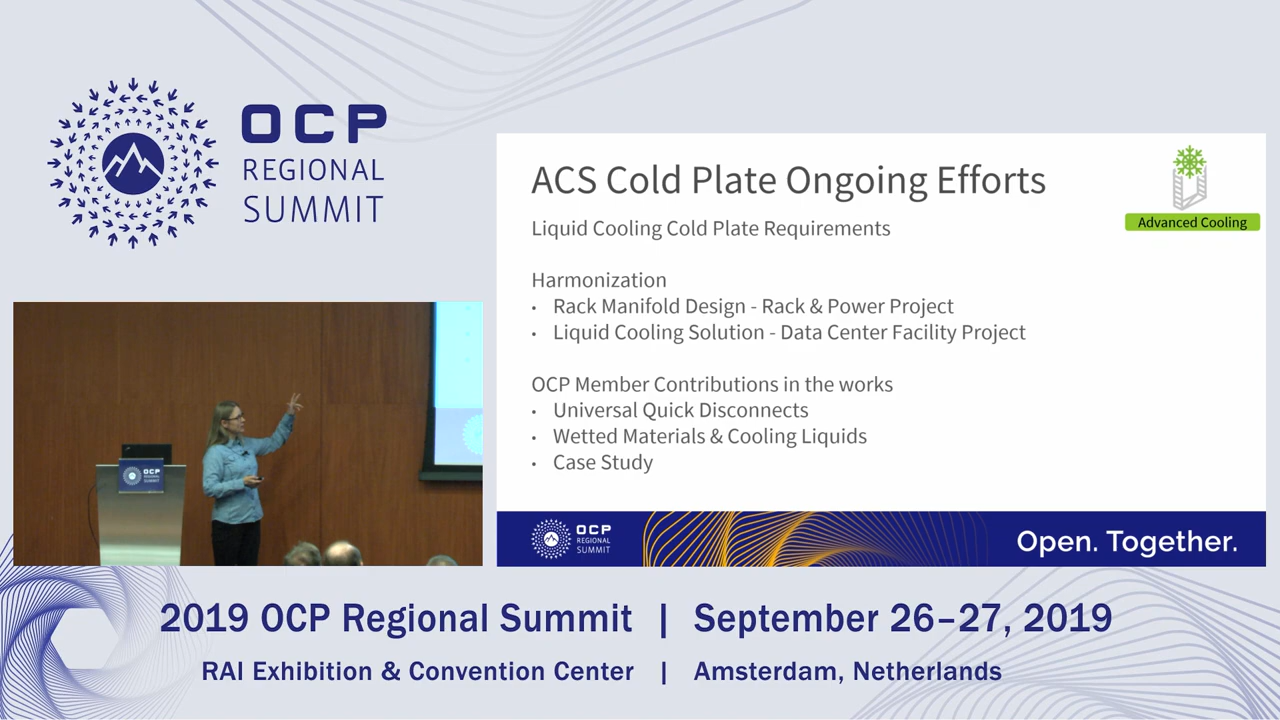 OCP
REGIONAL
SUMMIT
ACS Cold Plate Ongoing Efforts
Advanced Cooling
Liquid Cooling Cold Plate Requirements
Harmonization
• Rack Manifold Design - Rack & Power Project
• Liquid Cooling Solution - Data Center Facility Project
OCP Member Contributions in the works
• Universal Quick Disconnects
• Wetted Materials & Cooling Liquids
• Case Study
OCP
REGIONAL
SUMMIT
OCP
REGIONAL
SUMMIT
Open. Together.
2019 OCP Regional Summit | September 26–27, 2019
RAI Exhibition & Convention Center | Amsterdam, Netherlands